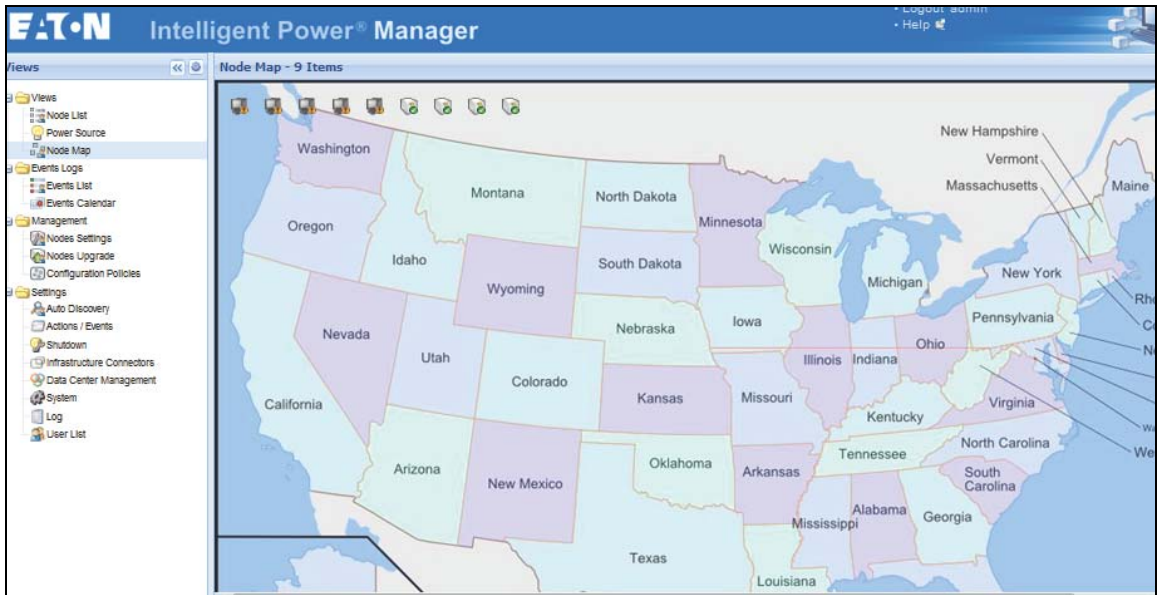 EATON Intelligent Power® Manager
• Logout admin
• Help
Views
Node Map - 9 Items
Views
Node List
Power Source
Node Map
Events Logs
Events List
Events Calendar
Management
Nodes Settings
Nodes Upgrade
Configuration Policies
Settings
Auto Discovery
Actions / Events
Shutdown
Infrastructure Connectors
Data Center Management
System
Log
User List
New Hampshire
Vermont
Massachusetts
Maine
Washington
Montana
North Dakota
Minnesota
Oregon
Idaho
Wisconsin
South Dakota
Michigan
New York
Wyoming
Rho
Pennsylvania
Nebraska
Iowa
Nevada
Utah
Illinois
Indiana
Ohio
Co
Ne
Colorado
California
Kansas
Missouri
Virginia
Kentucky
WA
We
North Carolina
Tennessee
Arizona
Oklahoma
Arkansas
New Mexico
South
Carolina
Mississippi
Alabama
Georgia
Texas
Louisiana